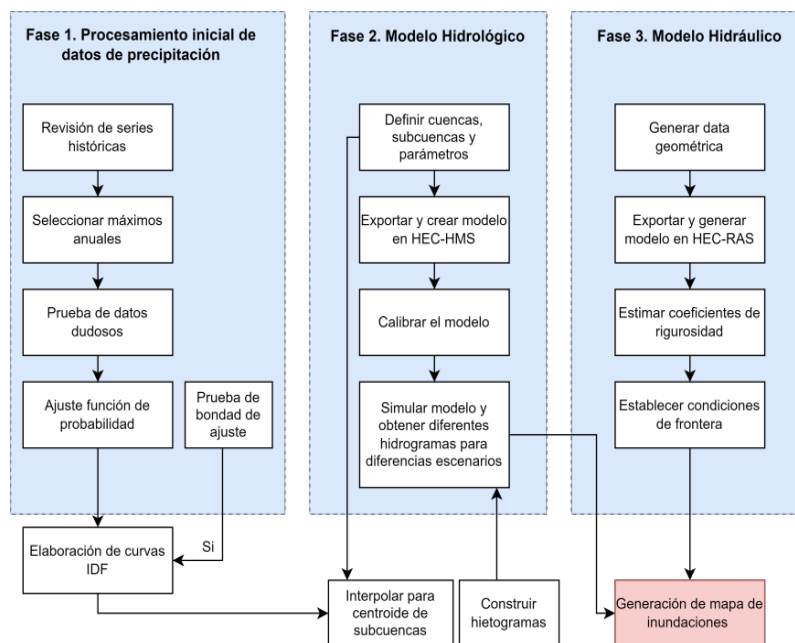 Fase 1. Procesamiento inicial de
datos de precipitación
Revisión de series
históricas
Seleccionar máximos
anuales
Prueba de datos
dudosos
Ajuste función de
probabilidad
Prueba de
bondad de
ajuste
Si
Elaboración de curvas
IDF
Fase 2. Modelo Hidrológico
Definir cuencas,
subcuencas y
parámetros
Exportar y crear modelo
en HEC-HMS
Calibrar el modelo
Simular modelo y
obtener diferentes
hidrogramas para
diferencias escenarios
Interpolar para
centroide de
subcuencas
Construir
hietogramas
Fase 3. Modelo Hidráulico
Generar data
geométrica
Exportar y generar
modelo en HEC-RAS
Estimar coeficientes de
rigurosidad
Establecer condiciones
de frontera
Generación de mapa de
inundaciones